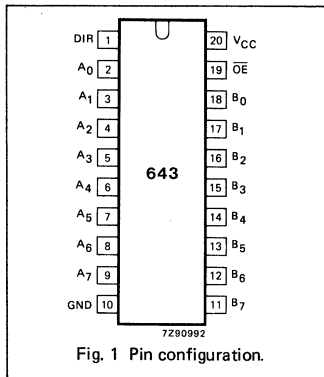 DIR 1 20 VCC
A0 2 19 OE
A1 3 18 B0
A2 4 17 B1
A3 5 16 B2
A4 6 643 15 B3
A5 7 14 B4
A6 8 13 B5
A7 9 12 B6
GND 10 11 B7
7Z90992
Fig. 1 Pin configuration.